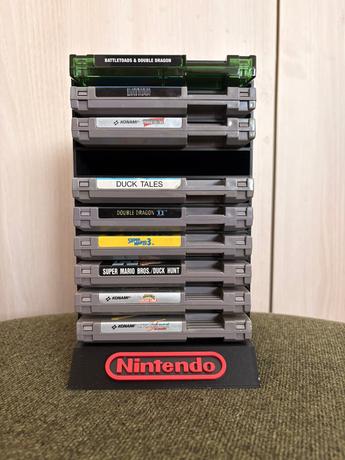 BATTLETOADS & DOUBLE DRAGON
BATMAN
KONAMI
DUCK TALES
DOUBLE DRAGON II
SUPER MARIO BROS. 3
SUPER MARIO BROS./DUCK HUNT
KONAMI
KONAMI
Nintendo